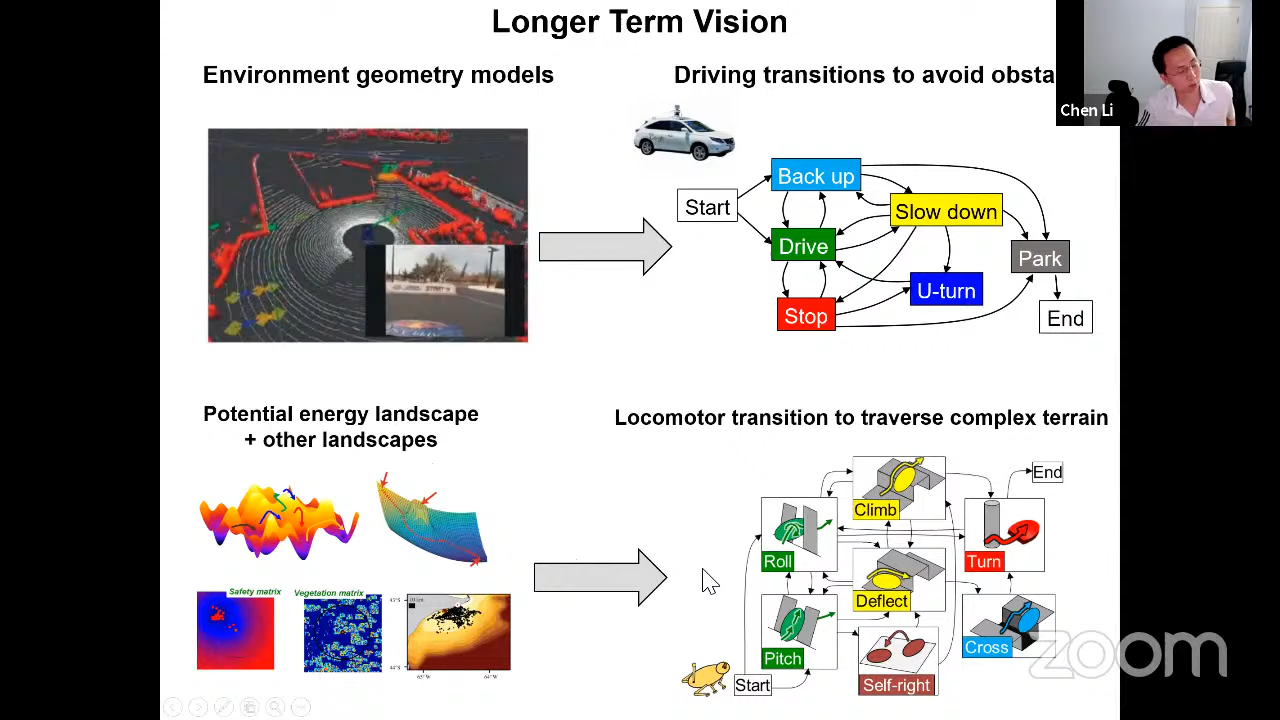 Longer Term Vision
Environment geometry models
Driving transitions to avoid obsta
Chen Li
Back up
Start
Slow down
Drive
Park
U-turn
Stop
End
Potential energy landscape
+ other landscapes
Locomotor transition to traverse complex terrain
End
Climb
Roll
Turn
Deflect
Safety matrix
Vegetation matrix
Cross
Pitch
Self-right
Start
zoom